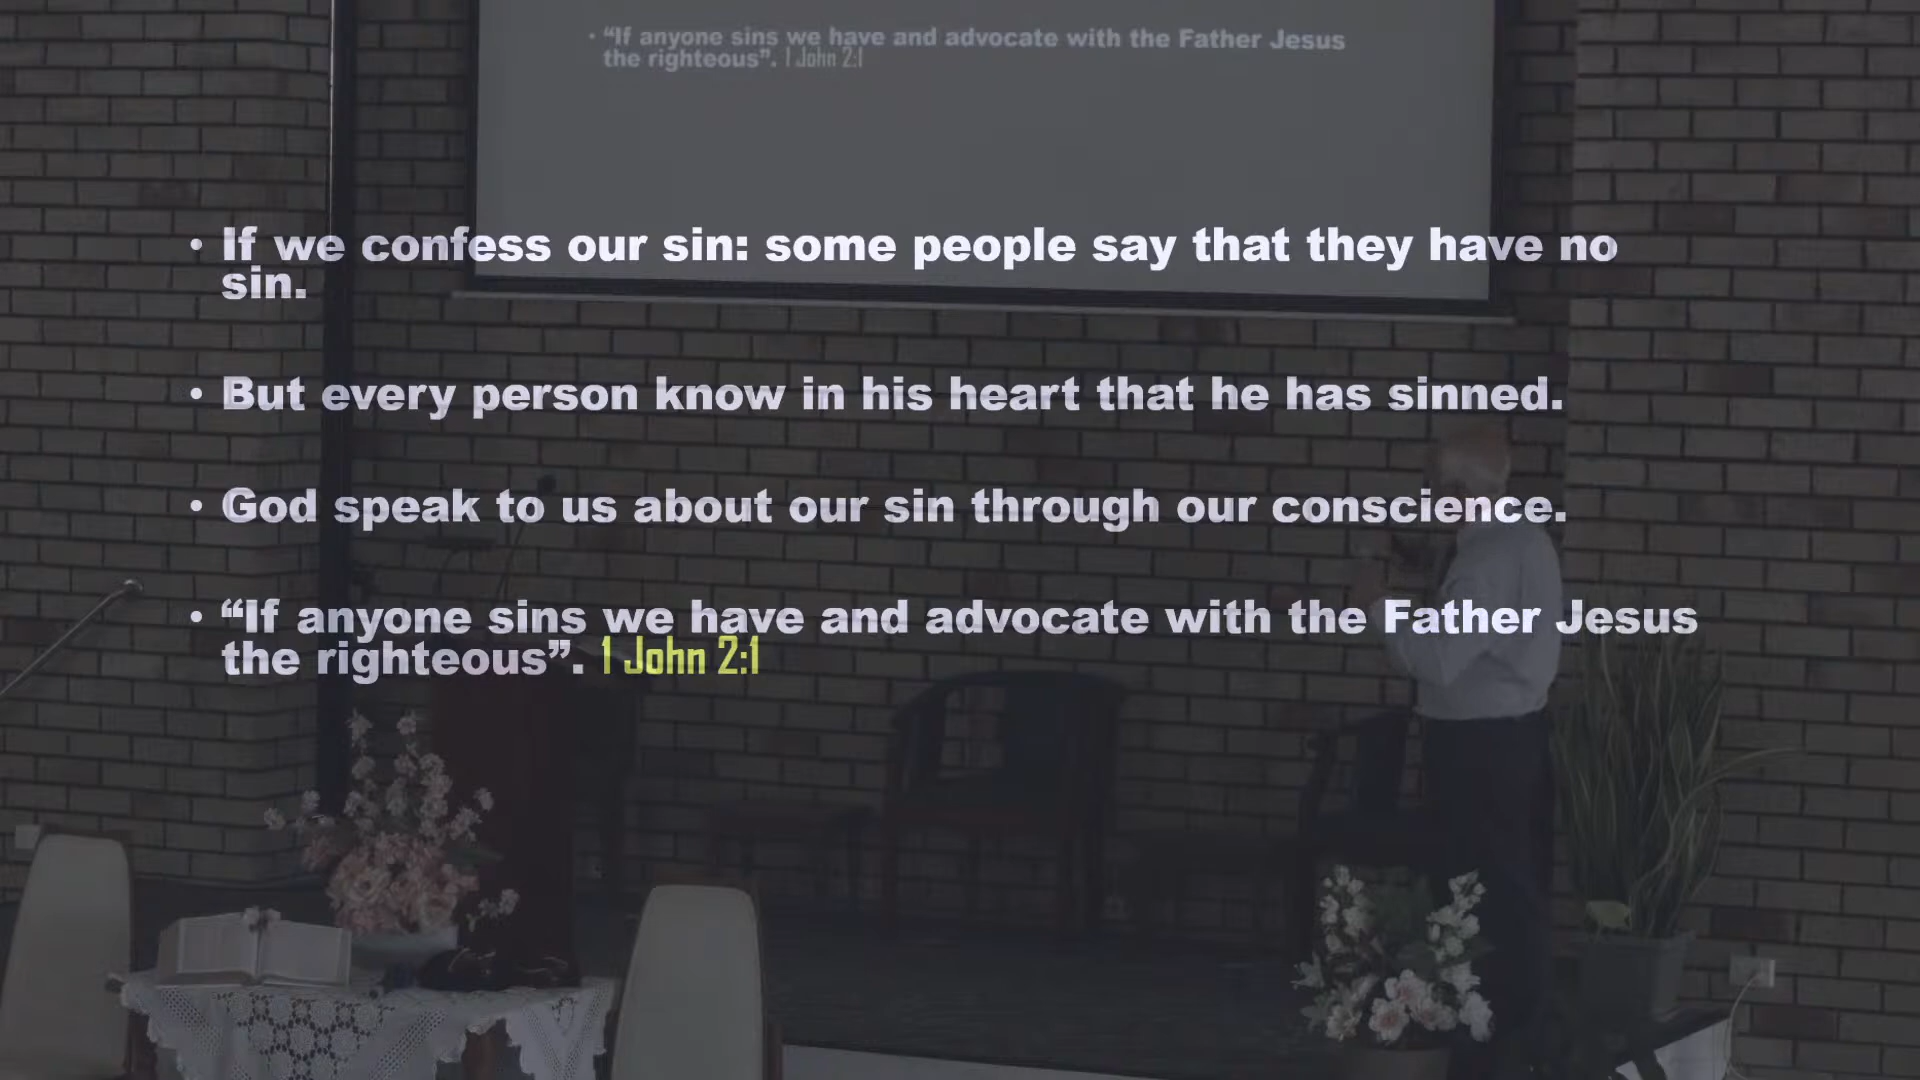 • “If anyone sins we have and advocate with the Father Jesus
the righteous”. 1 John 2:1
• If we confess our sin: some people say that they have no
sin.
• But every person know in his heart that he has sinned.
• God speak to us about our sin through our conscience.
• “If anyone sins we have and advocate with the Father Jesus
the righteous”. 1 John 2:1